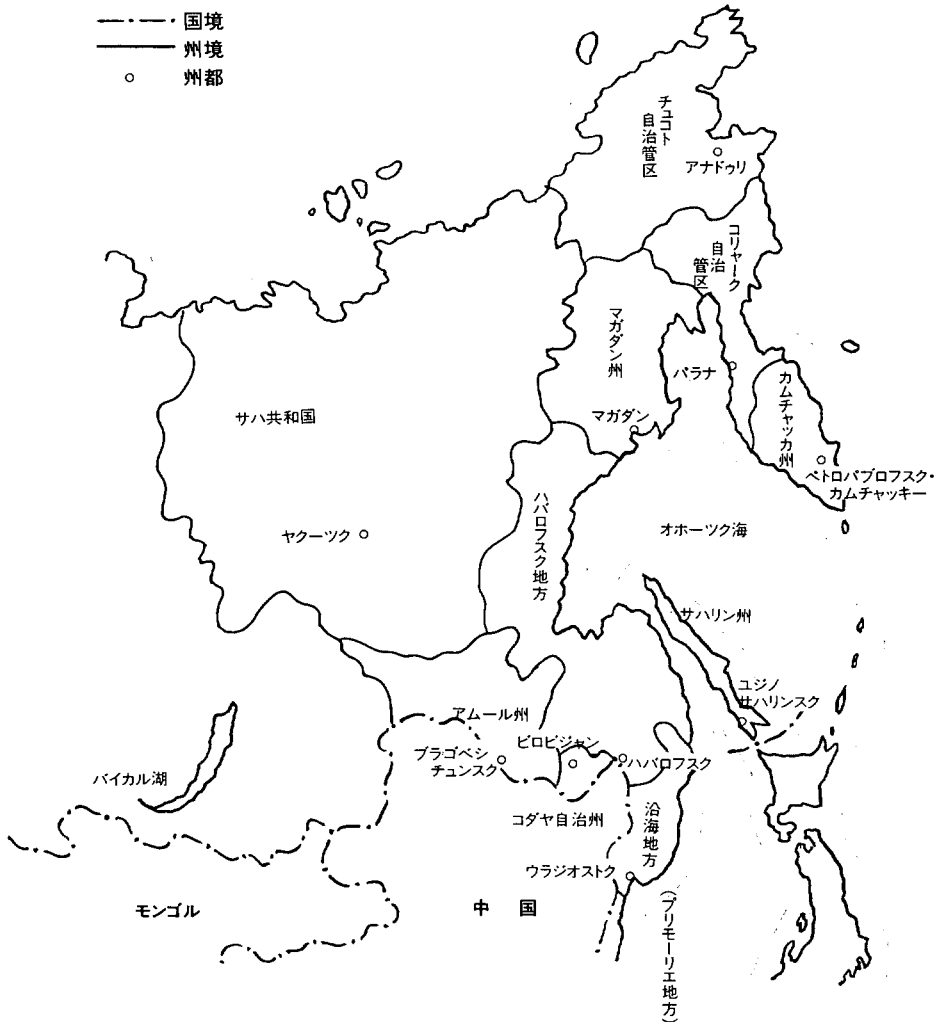 国境
州境
州都
チュコト
自治管区
アナドゥリ
コリャーク
自治
管区
マガダン州
パラナ
カムチャッカ州
マガダン
ペトロパブロフスク・
カムチャッキー
サハ共和国
ヤクーツク
ハバロフスク地方
オホーツク海
サハリン州
ユジノ
サハリンスク
アムール州
ブラゴベシ
チュンスク
ビロビジャン
ハバロフスク
バイカル湖
コダヤ自治州
沿海地方
(プリモーリエ地方)
ウラジオストク
モンゴル
中国